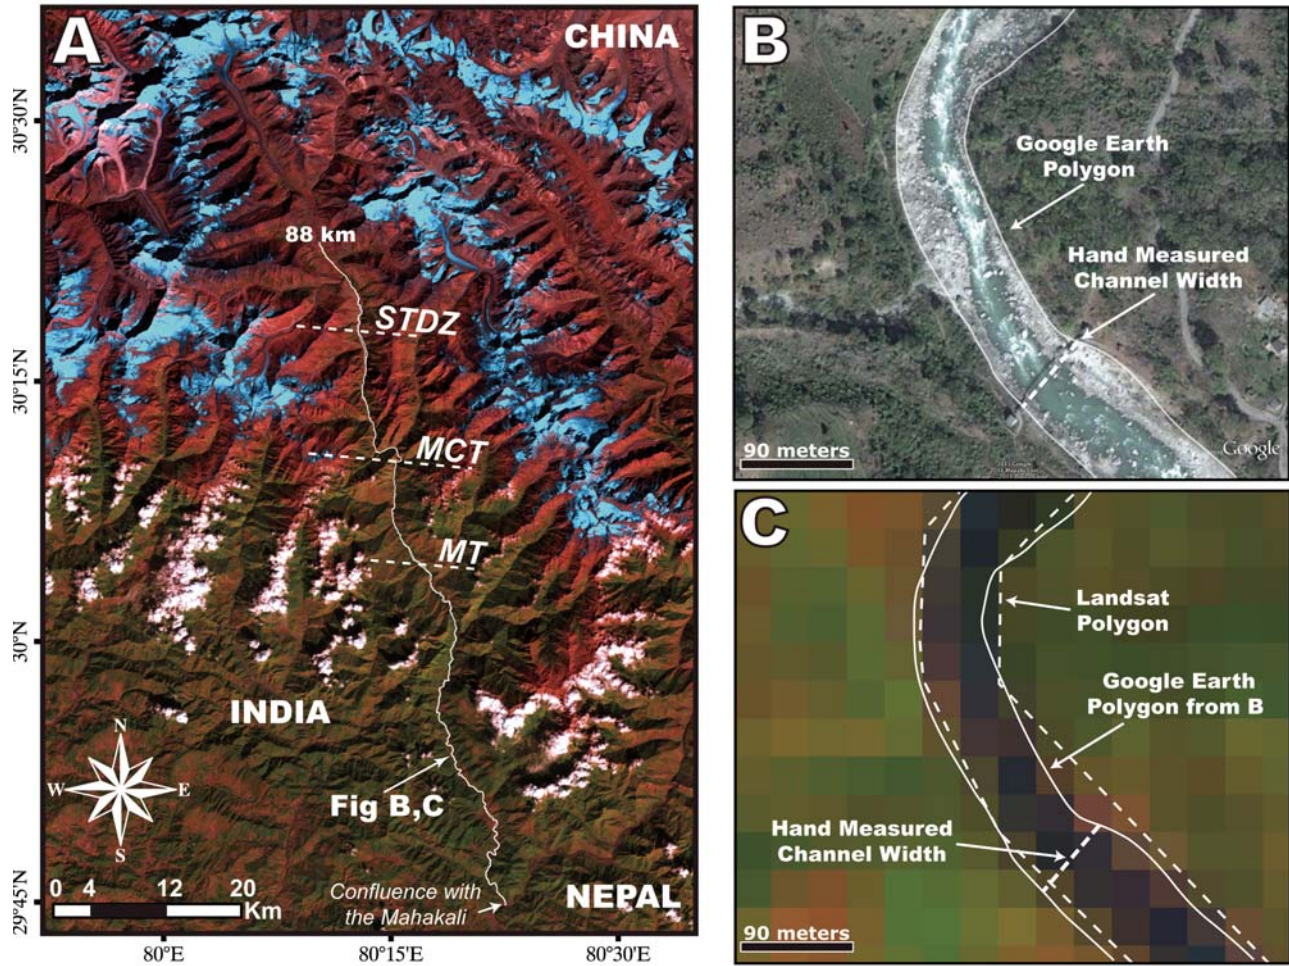 A
CHINA
30°30'N
88 km
STDZ
30°15'N
MCT
MT
30°N
INDIA
N
W E
S
Fig B,C
0 4 12 20
Km
Confluence with
the Mahakali
NEPAL
29°45'N
80°E
80°15'E
80°30'E
B
Google Earth
Polygon
Hand Measured
Channel Width
90 meters
Google
C
Landsat
Polygon
Google Earth
Polygon from B
Hand Measured
Channel Width
90 meters